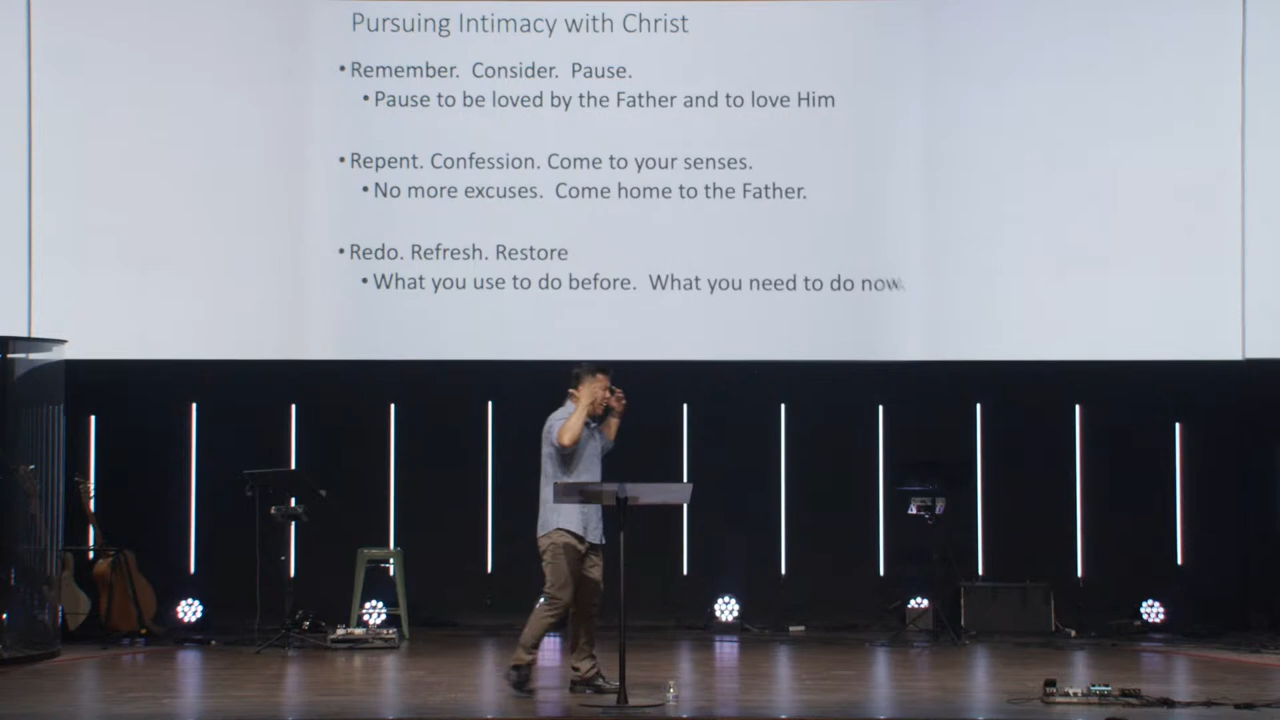 Pursuing Intimacy with Christ
• Remember.  Consider.  Pause.
• Pause to be loved by the Father and to love Him
• Repent. Confession. Come to your senses.
• No more excuses.  Come home to the Father.
• Redo. Refresh. Restore
• What you use to do before.  What you need to do now.